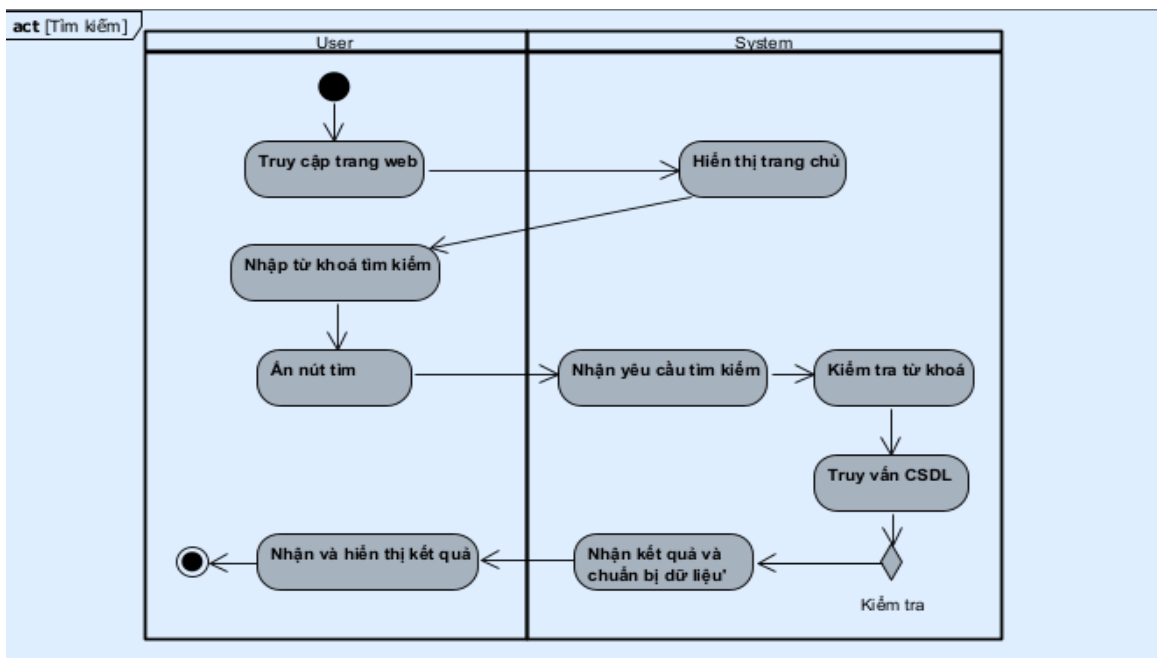 act [Tìm kiếm]
User
System
Truy cập trang web
Hiển thị trang chủ
Nhập từ khoá tìm kiếm
Ấn nút tìm
Nhận yêu cầu tìm kiếm
Kiểm tra từ khoá
Truy vấn CSDL
Nhận và hiển thị kết quả
Nhận kết quả và
chuẩn bị dữ liệu'
Kiểm tra